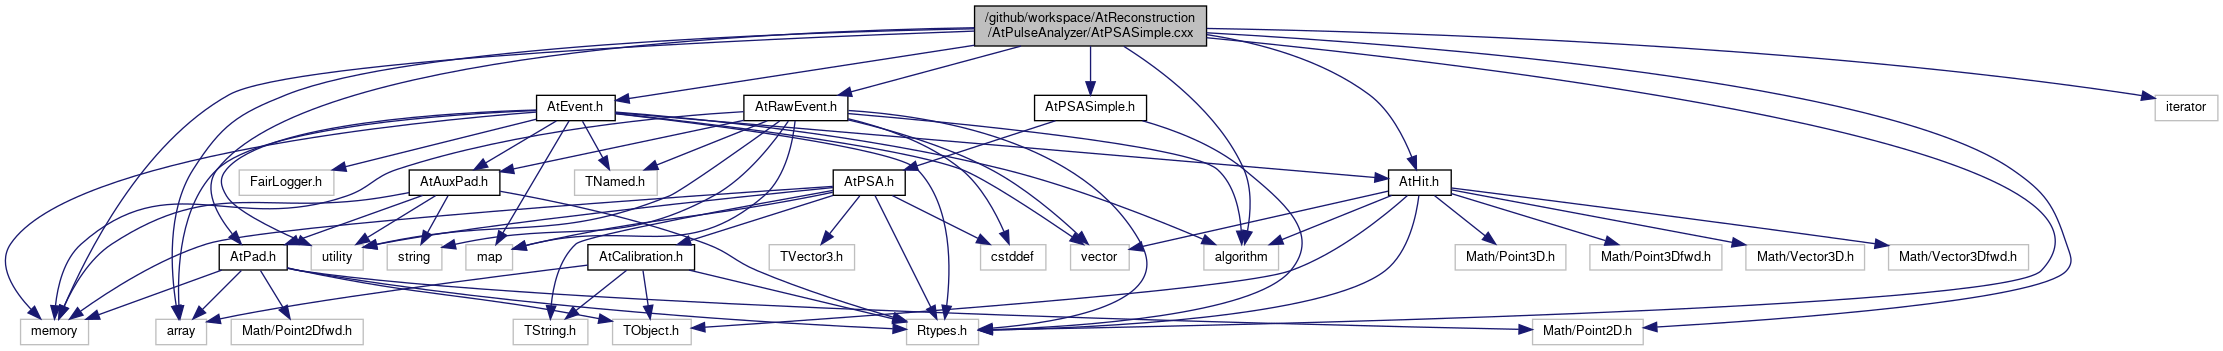 /github/workspace/AtReconstruction
/AtPulseAnalyzer/AtPSASimple.cxx
AtEvent.h
AtRawEvent.h
AtPSASimple.h
iterator
FairLogger.h
AtAuxPad.h
TNamed.h
AtPSA.h
AtHit.h
AtPad.h
utility
string
map
AtCalibration.h
TVector3.h
cstddef
vector
algorithm
Math/Point3D.h
Math/Point3Dfwd.h
Math/Vector3D.h
Math/Vector3Dfwd.h
memory
array
Math/Point2Dfwd.h
TString.h
TObject.h
Rtypes.h
Math/Point2D.h